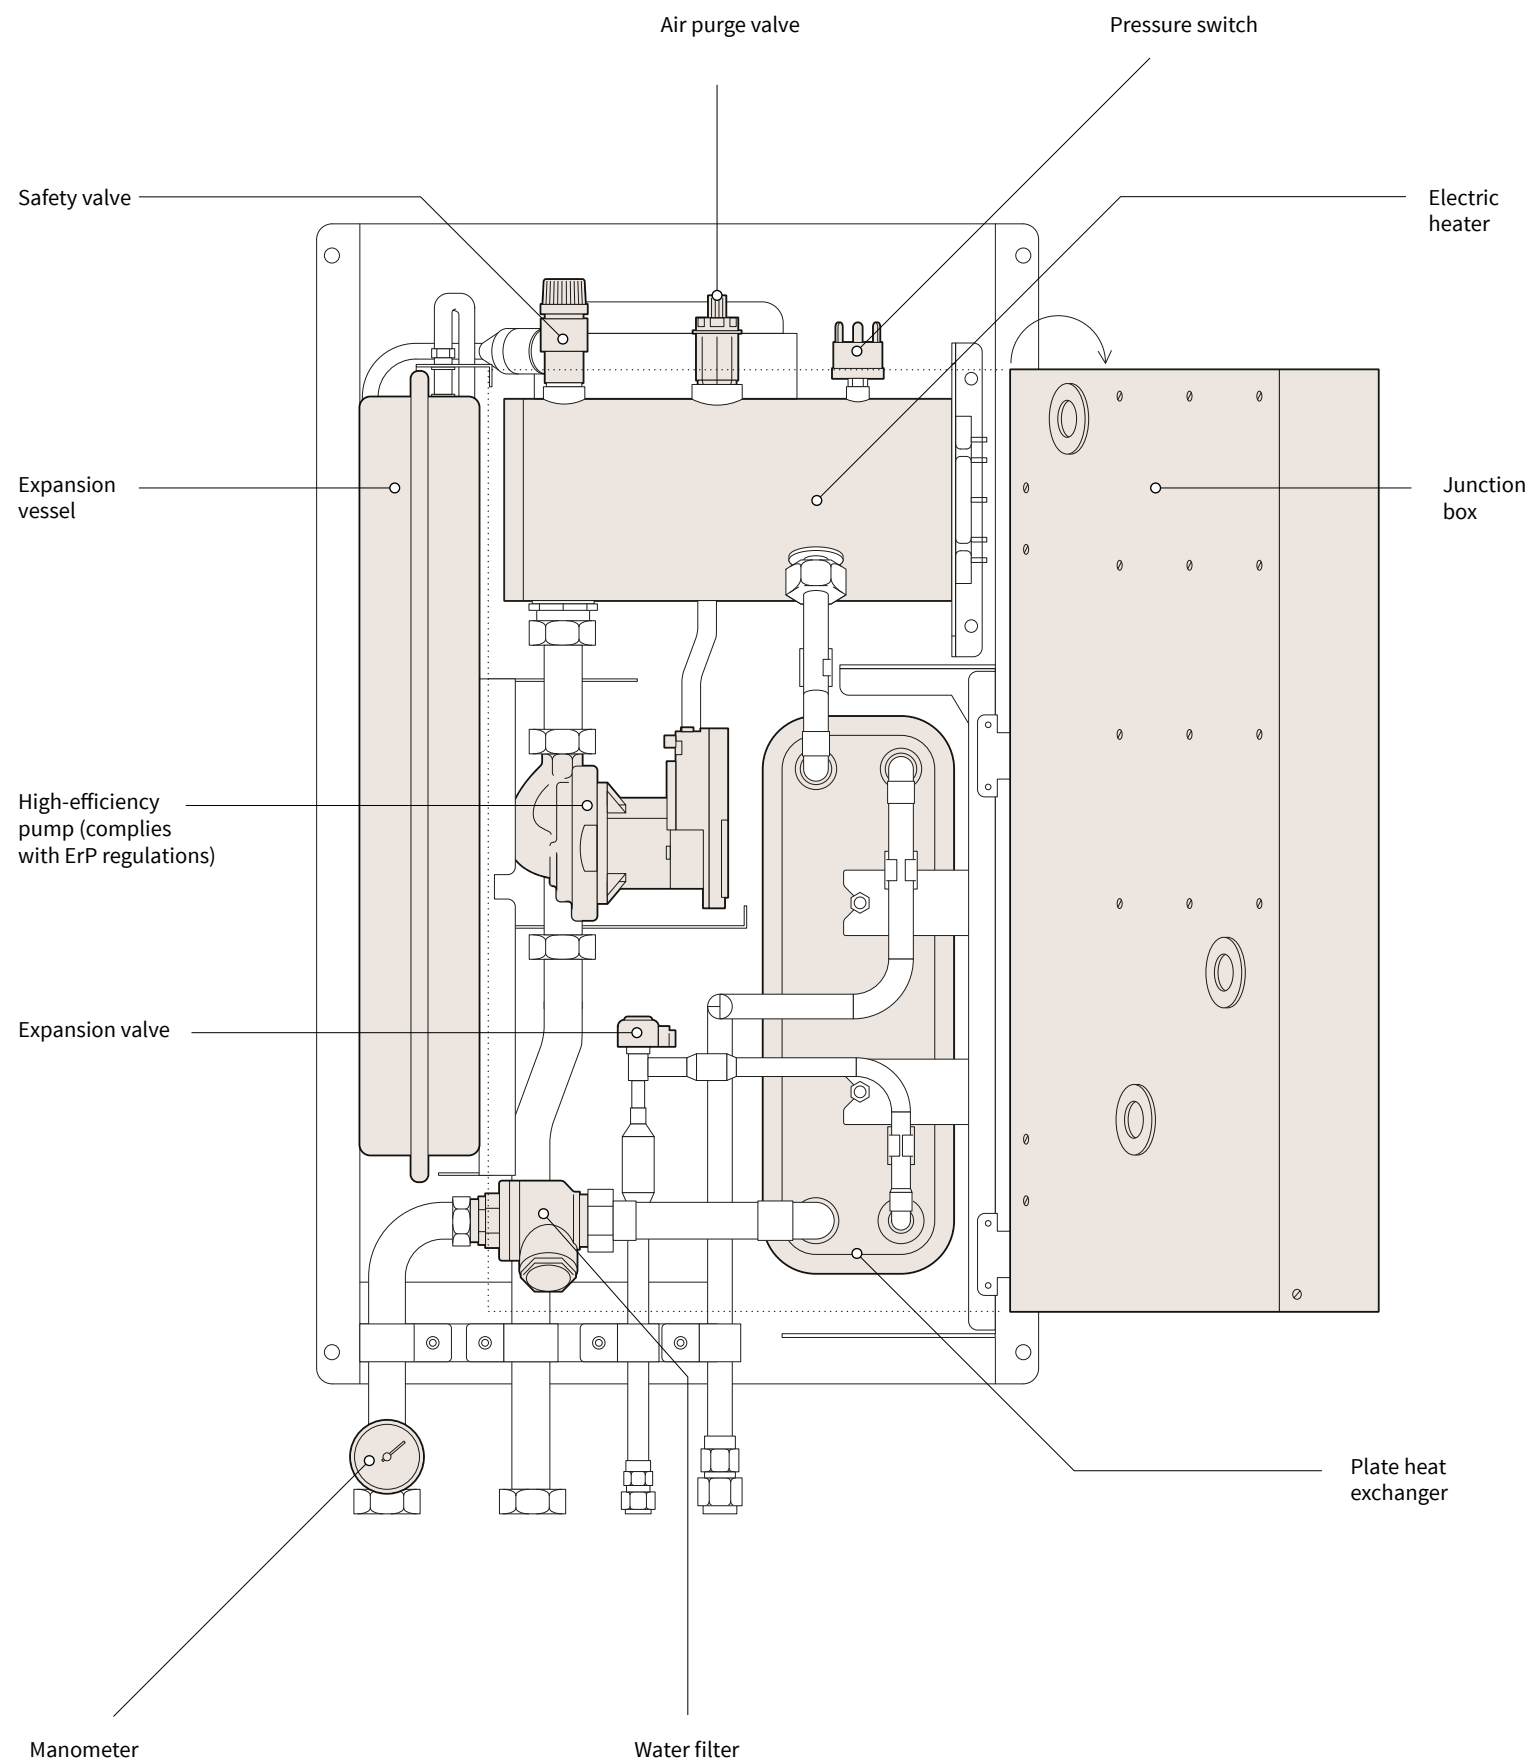 Air purge valve
Pressure switch
Safety valve
Electric
heater
Expansion
vessel
Junction
box
High-efficiency
pump (complies
with ErP regulations)
Expansion valve
Plate heat
exchanger
Manometer
Water filter